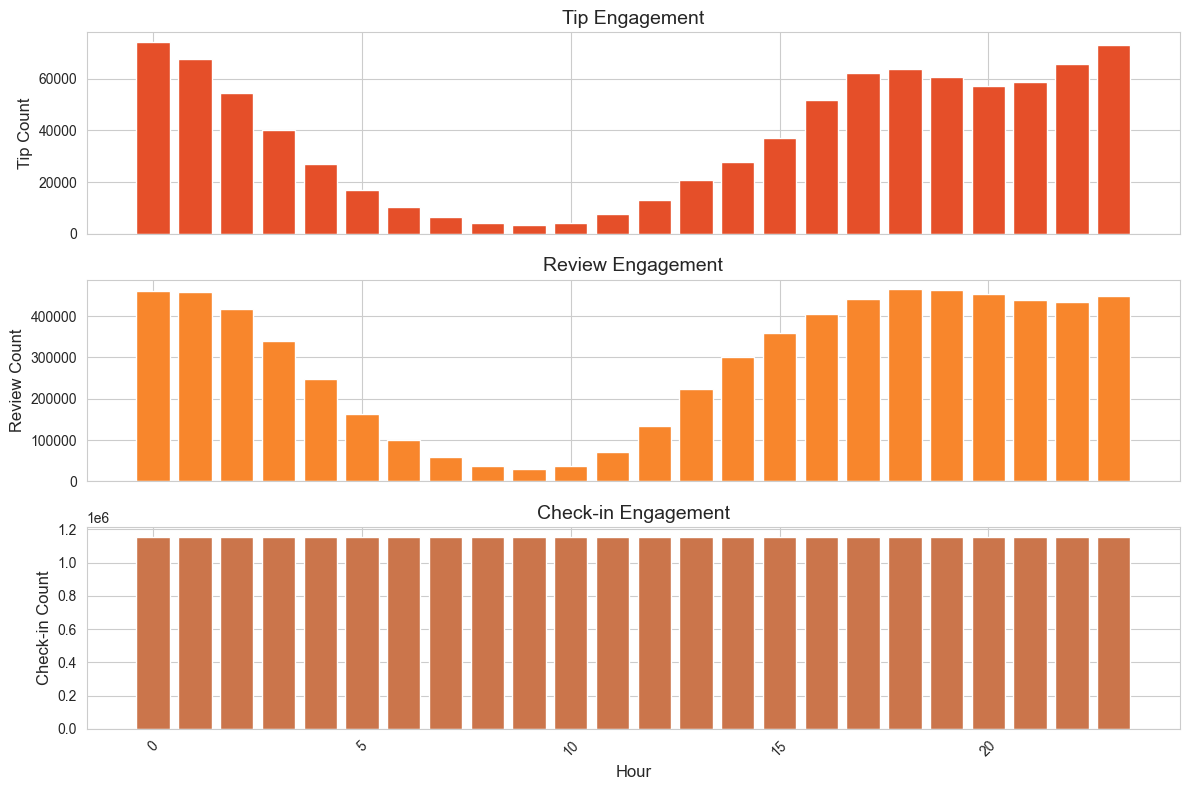 Tip Engagement
Tip Count
60000
40000
20000
0
Review Engagement
Review Count
400000
300000
200000
100000
0
Check-in Engagement
1e6
Check-in Count
1.2
1.0
0.8
0.6
0.4
0.2
0.0
0 5 10 15 20
Hour